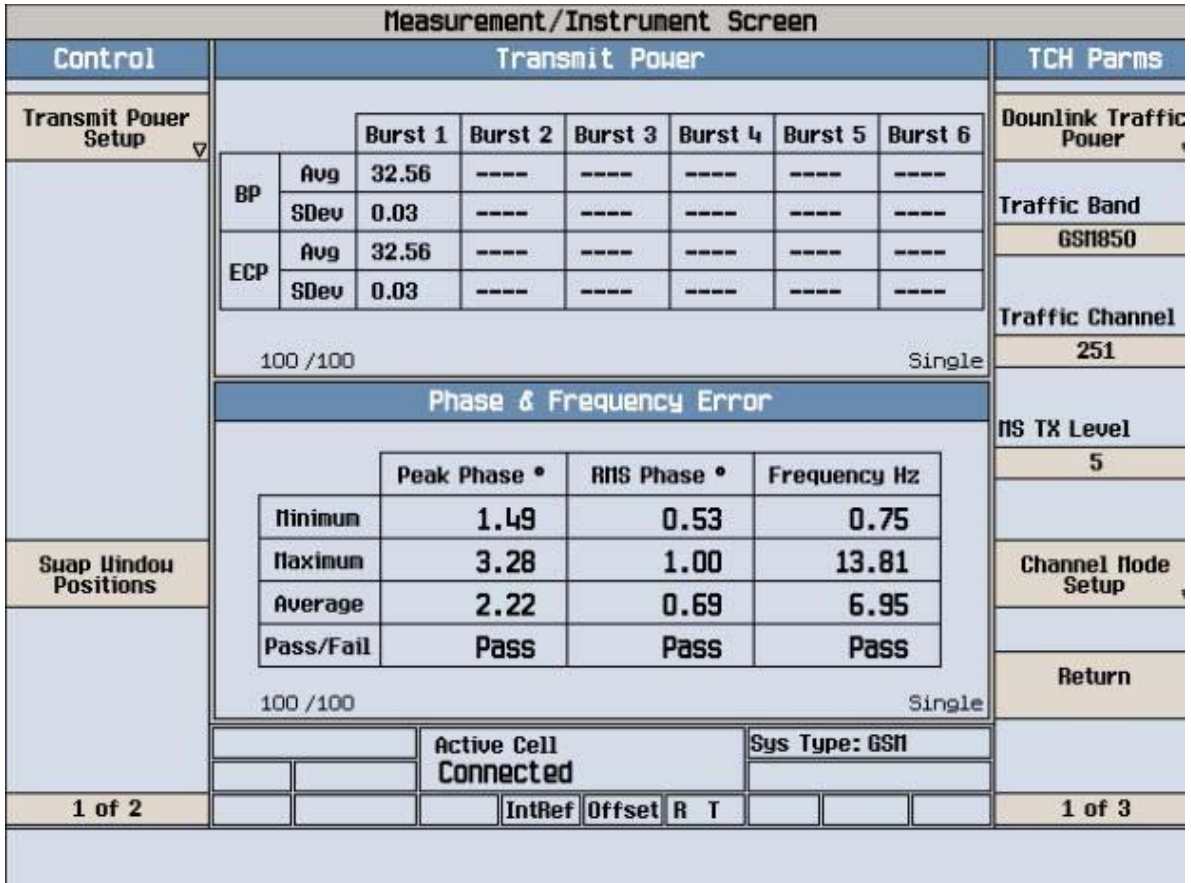 Measurement/Instrument Screen
Control
Transmit Power
TCH Parms
Transmit Power
Setup
Downlink Traffic
Power
Burst 1 Burst 2 Burst 3 Burst 4 Burst 5 Burst 6
BP Avg 32.56 ---- ---- ---- ---- ----
SDev 0.03 ---- ---- ---- ---- ----
ECP Avg 32.56 ---- ---- ---- ---- ----
SDev 0.03 ---- ---- ---- ---- ----
100 /100 Single
Traffic Band
GSM850
Traffic Channel
251
MS TX Level
5
Phase & Frequency Error
Peak Phase ° RMS Phase ° Frequency Hz
Minimum 1.49 0.53 0.75
Maximum 3.28 1.00 13.81
Average 2.22 0.69 6.95
Pass/Fail Pass Pass Pass
100 /100 Single
Swap Window
Positions
Channel Mode
Setup
Return
Active Cell
Connected
Sys Type: GSM
IntRef Offset R T
1 of 2
1 of 3